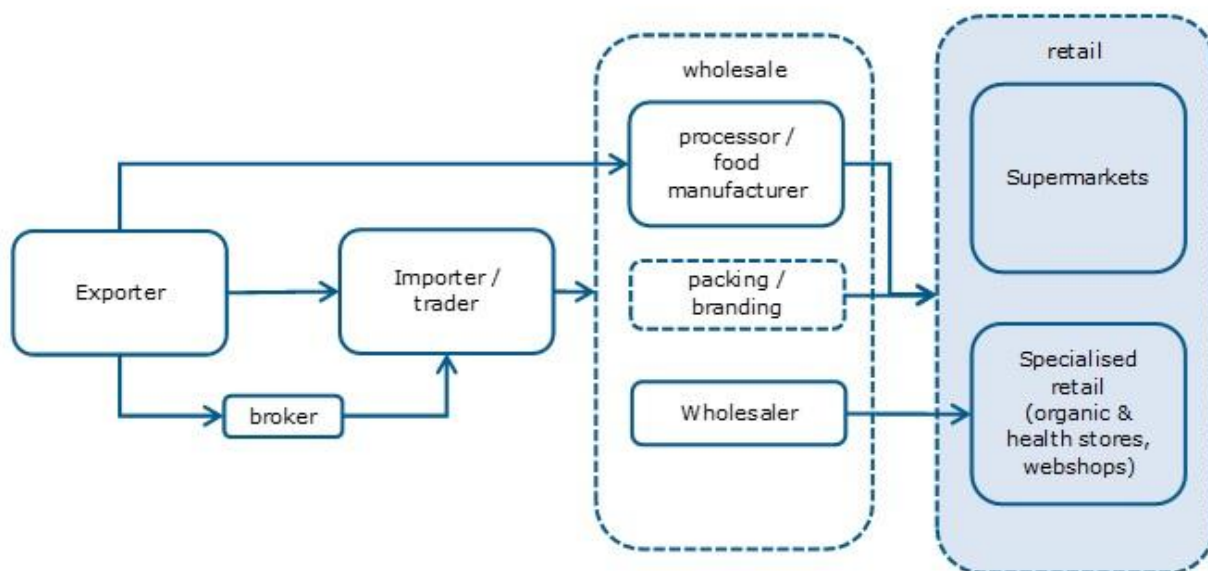 wholesale
retail
processor /
food
manufacturer
Supermarkets
Exporter
Importer /
trader
packing /
branding
broker
Wholesaler
Specialised
retail
(organic &
health stores,
webshops)